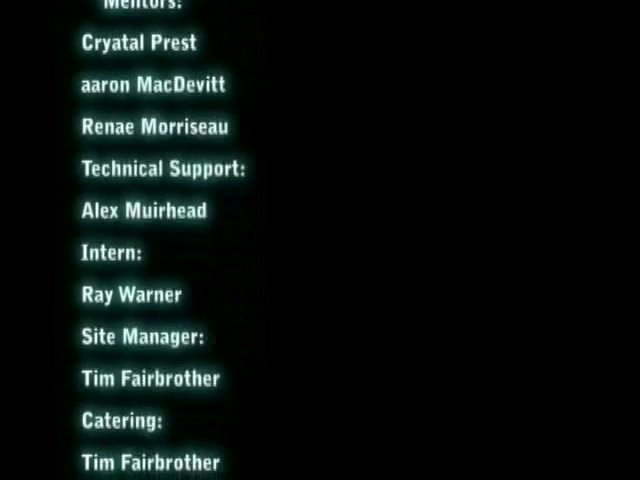 Mentors:
Cryatal Prest
aaron MacDevitt
Renae Morriseau
Technical Support:
Alex Muirhead
Intern:
Ray Warner
Site Manager:
Tim Fairbrother
Catering:
Tim Fairbrother